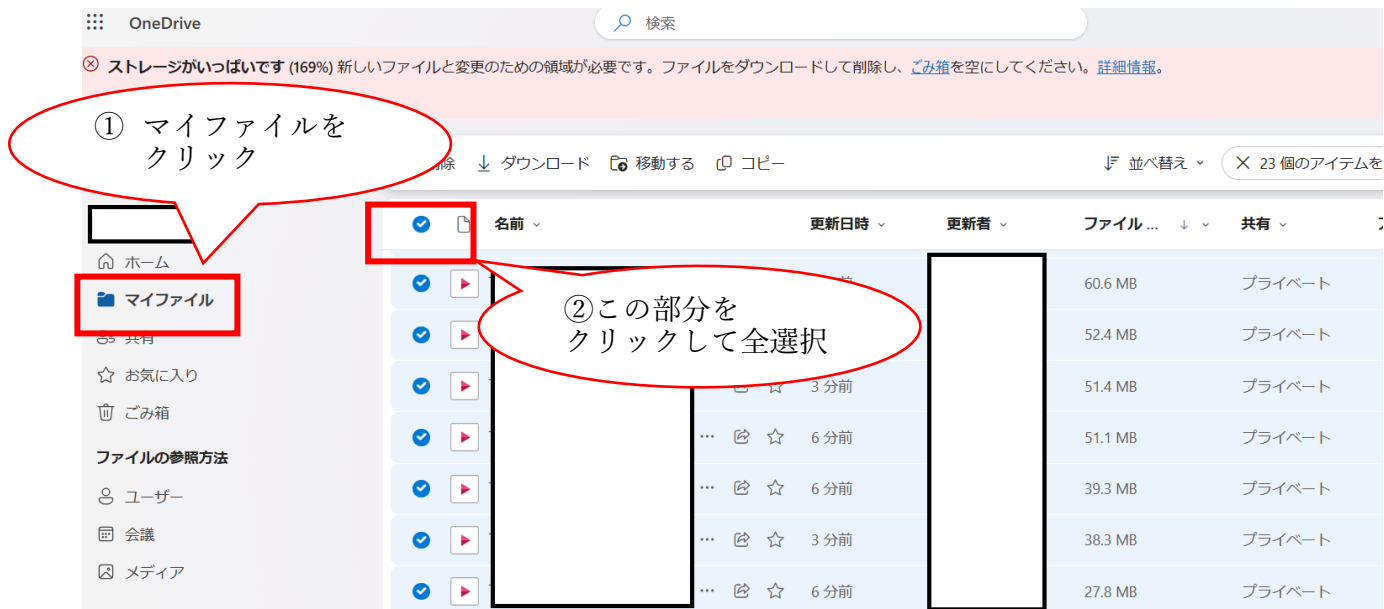 OneDrive
検索
ストレージがいっぱいです (169%) 新しいファイルと変更のための領域が必要です。ファイルをダウンロードして削除し、ごみ箱を空にしてください。詳細情報。
① マイファイルを
クリック
除 ダウンロード 移動する コピー 並べ替え 23 個のアイテムを
名前 更新日時 更新者 ファイル ... 共有
ホーム
マイファイル
共有
お気に入り
ごみ箱
ファイルの参照方法
ユーザー
会議
メディア
②この部分を
クリックして全選択
60.6 MB プライベート
52.4 MB プライベート
3 分前 51.4 MB プライベート
6 分前 51.1 MB プライベート
6 分前 39.3 MB プライベート
3 分前 38.3 MB プライベート
6 分前 27.8 MB プライベート